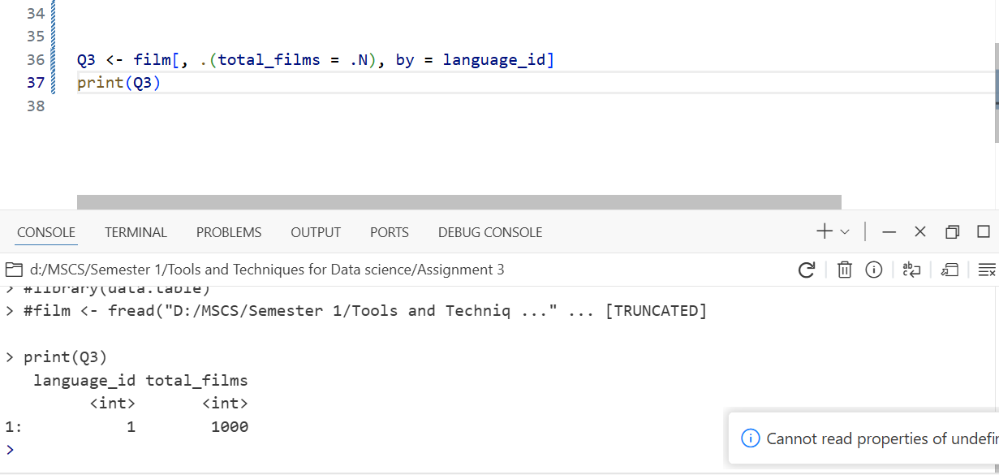 34
35
36 Q3 <- film[, .(total_films = .N), by = language_id]
37 print(Q3)
38
CONSOLE TERMINAL PROBLEMS OUTPUT PORTS DEBUG CONSOLE
d:/MSCS/Semester 1/Tools and Techniques for Data science/Assignment 3
> #library(data.table)
> #film <- fread("D:/MSCS/Semester 1/Tools and Techniq ..." ... [TRUNCATED]
> print(Q3)
language_id total_films
<int> <int>
1: 1 1000
>
Cannot read properties of